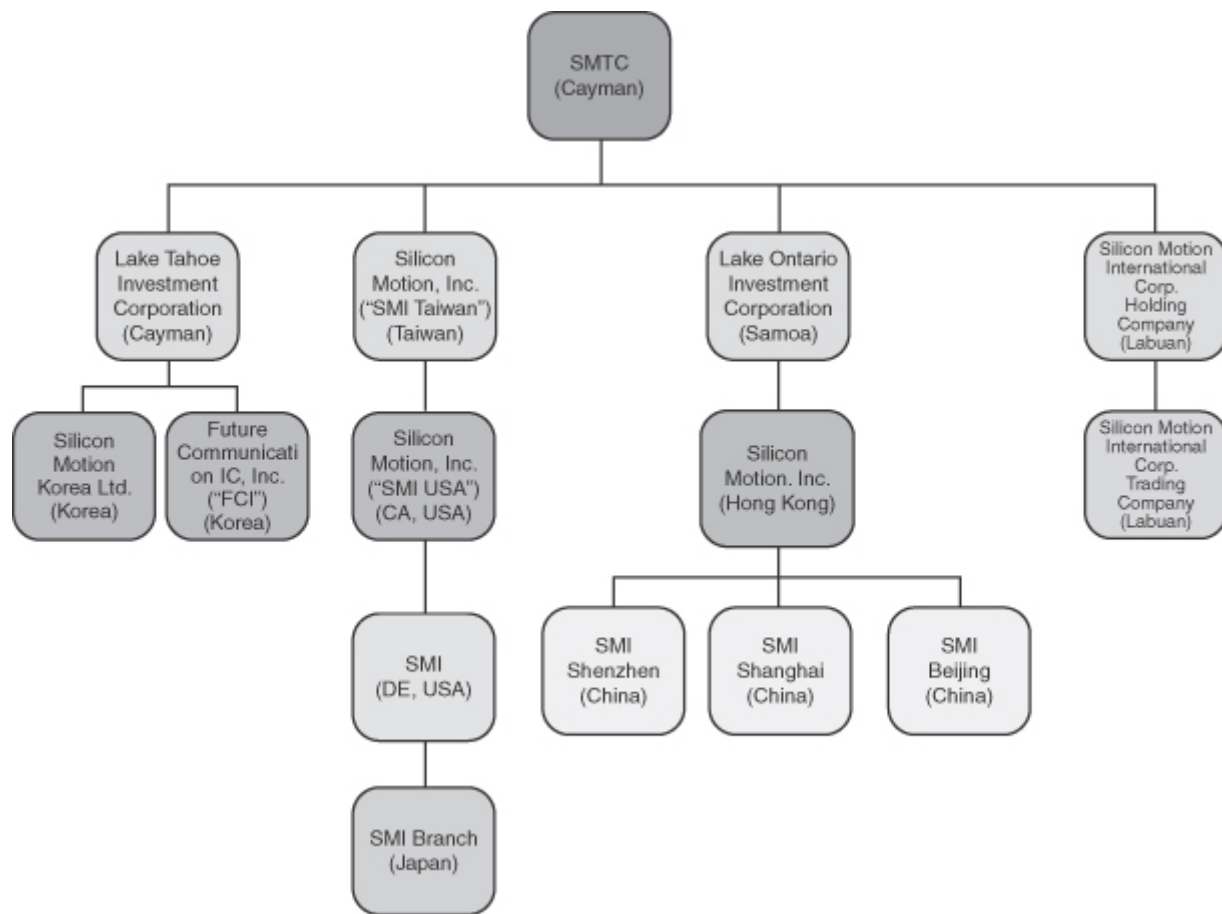 SMTC
(Cayman)
Lake Tahoe
Investment
Corporation
(Cayman)
Silicon
Motion, Inc.
(“SMI Taiwan”)
(Taiwan)
Lake Ontario
Investment
Corporation
(Samoa)
Silicon Motion
International
Corp.
Holding
Company
(Labuan)
Silicon
Motion
Korea Ltd.
(Korea)
Future
Communicati
on IC, Inc.
(“FCI”)
(Korea)
Silicon
Motion, Inc.
(“SMI USA”)
(CA, USA)
Silicon
Motion. Inc.
(Hong Kong)
Silicon Motion
International
Corp.
Trading
Company
(Labuan)
SMI
(DE, USA)
SMI
Shenzhen
(China)
SMI
Shanghai
(China)
SMI
Beijing
(China)
SMI Branch
(Japan)